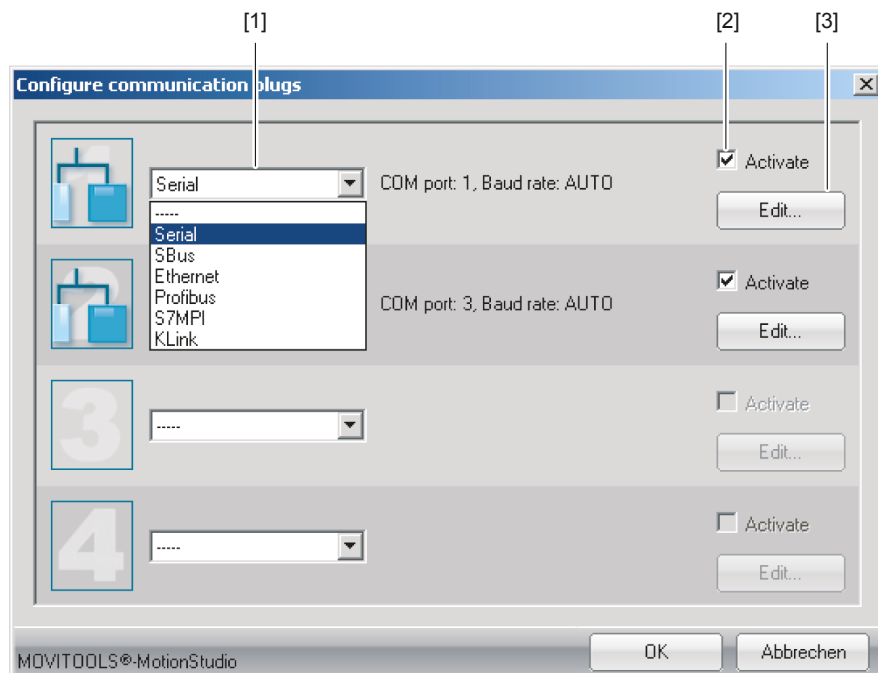 [1] [2] [3]
Configure communication plugs
Activate
Serial
COM port: 1, Baud rate: AUTO
Edit...
-----
Serial
SBus
Ethernet
Profibus
S7MPI
KLink
Activate
COM port: 3, Baud rate: AUTO
Edit...
3
-----
Activate
Edit...
4
-----
Activate
Edit...
MOVITOOLS®-MotionStudio
OK
Abbrechen